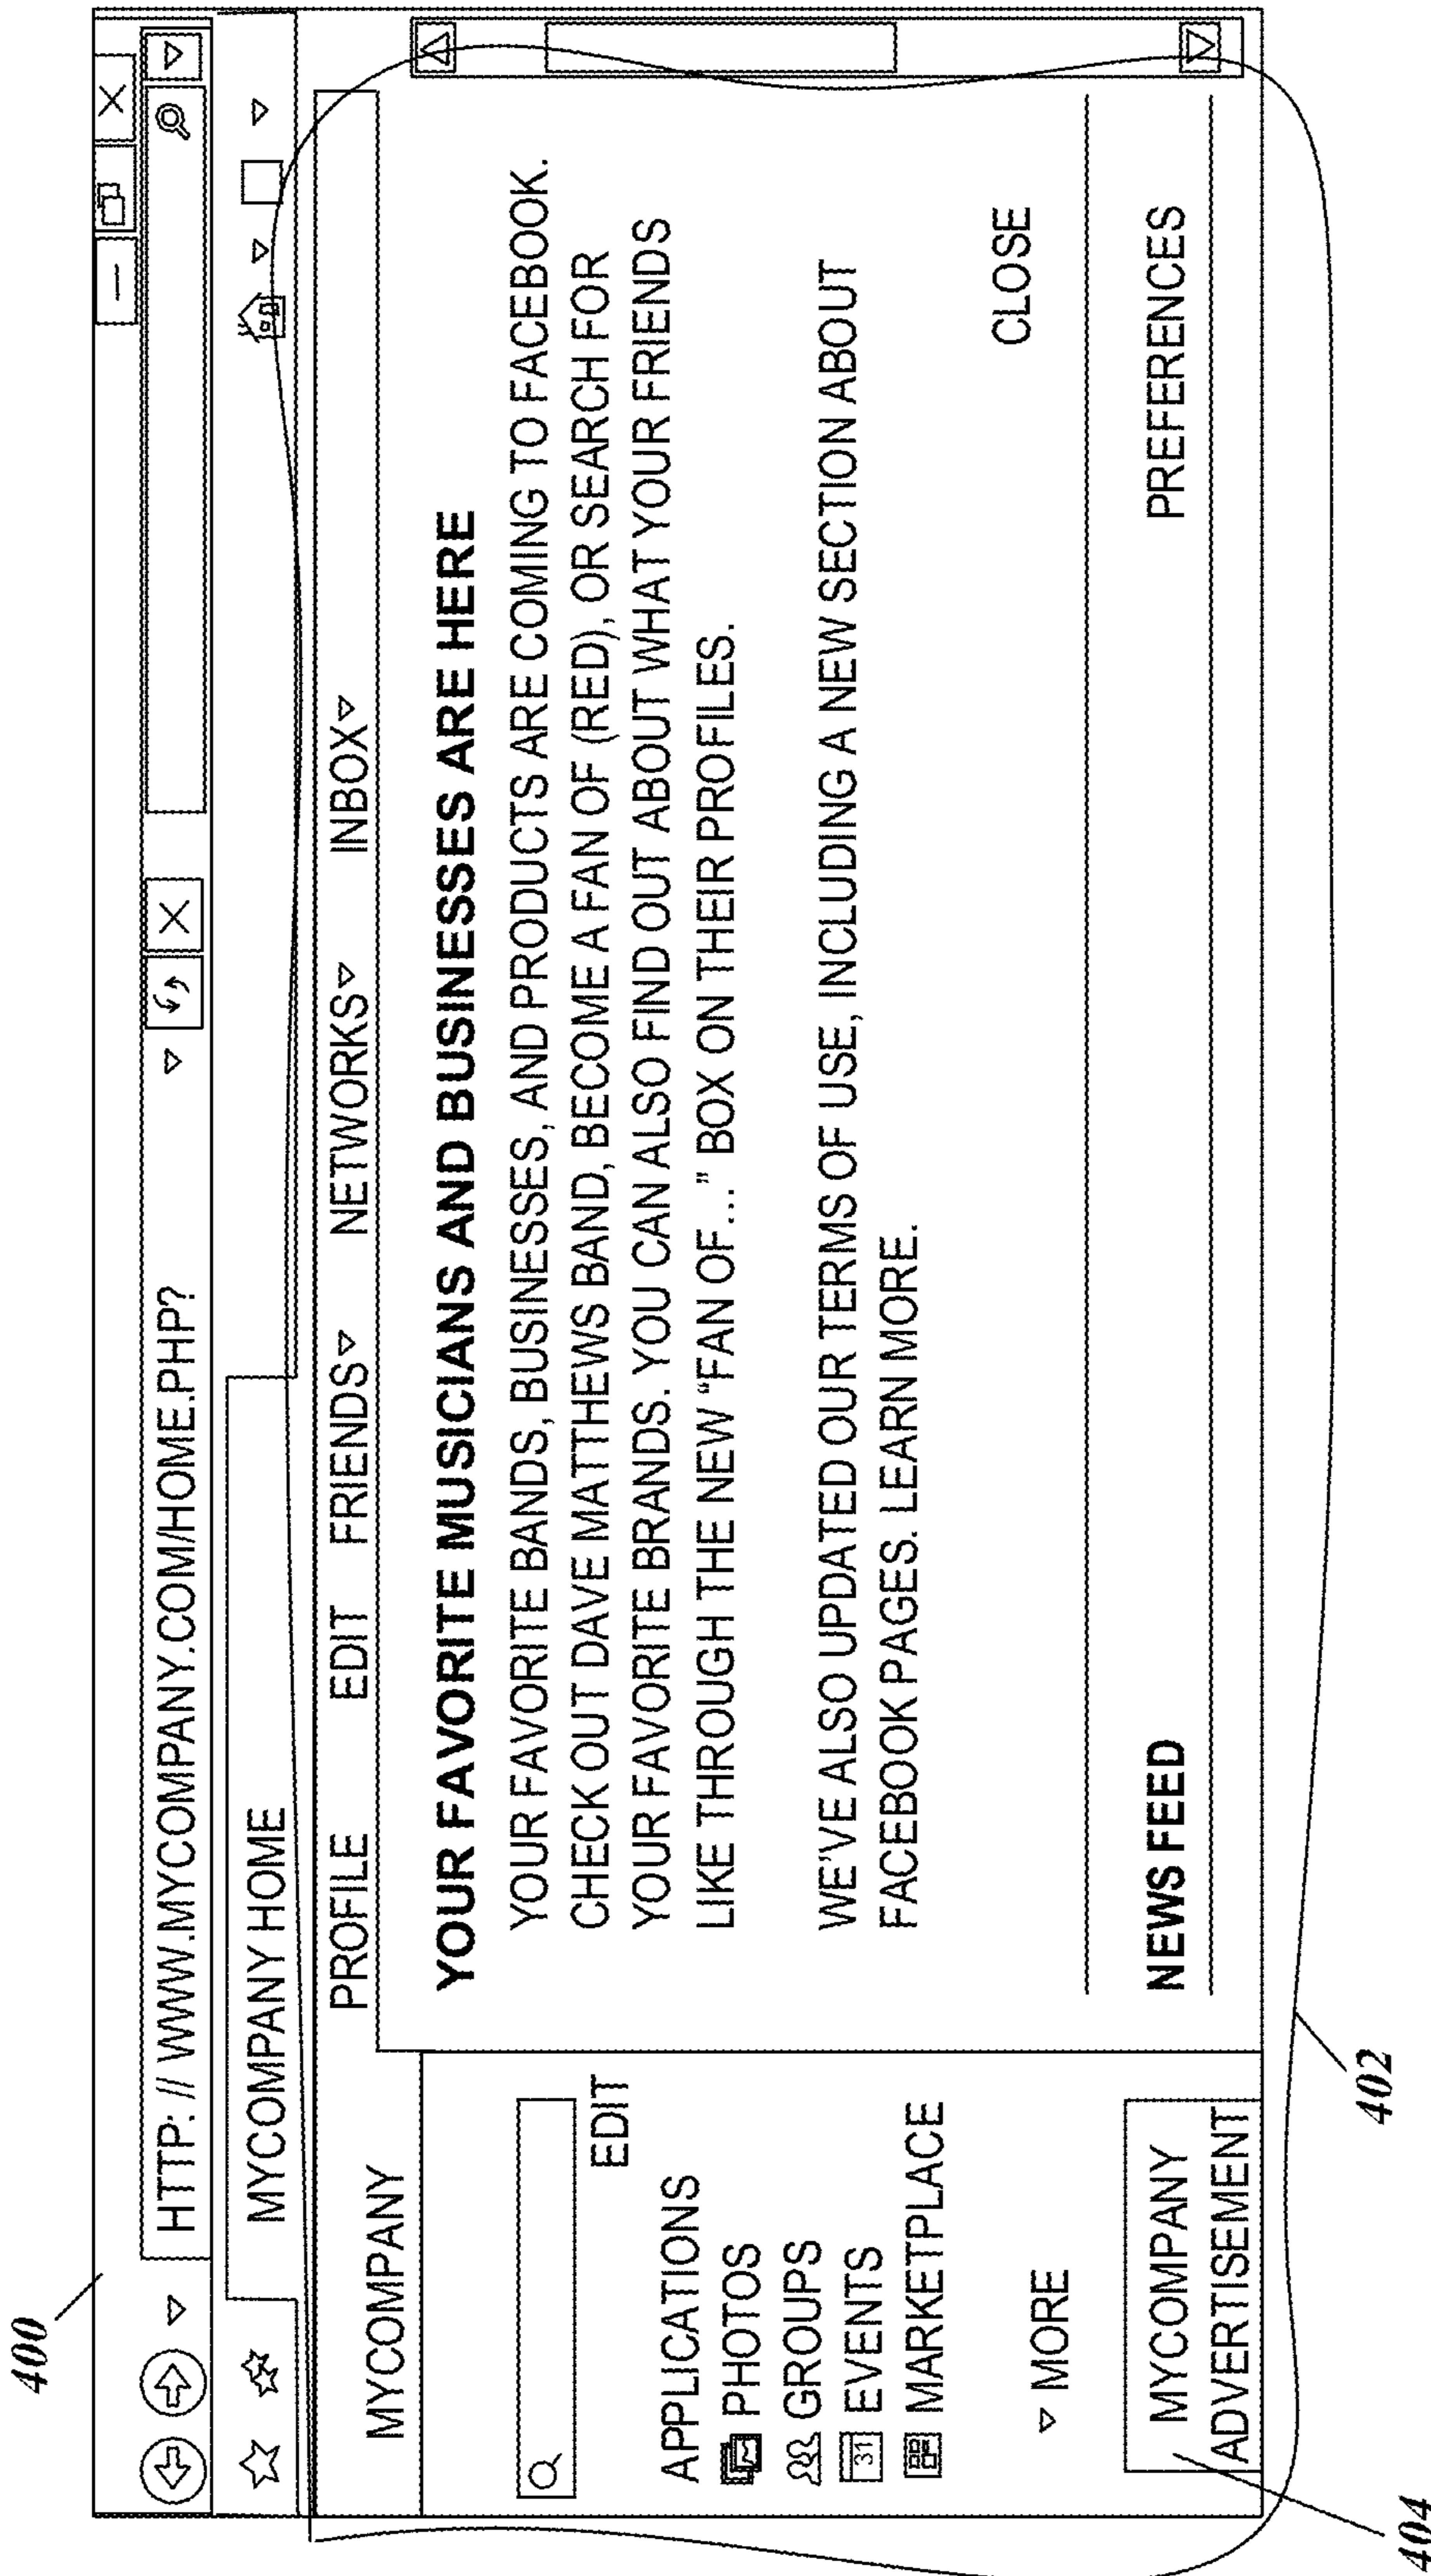 400
HTTP: // WWW.MYCOMPANY.COM/HOME.PHP?
MYCOMPANY HOME
MYCOMPANY
PROFILE EDIT FRIENDS NETWORKS INBOX
EDIT
APPLICATIONS
PHOTOS
GROUPS
31 EVENTS
MARKETPLACE
MORE
MYCOMPANY
ADVERTISEMENT
YOUR FAVORITE MUSICIANS AND BUSINESSES ARE HERE
YOUR FAVORITE BANDS, BUSINESSES, AND PRODUCTS ARE COMING TO FACEBOOK.
CHECK OUT DAVE MATTHEWS BAND, BECOME A FAN OF (RED), OR SEARCH FOR
YOUR FAVORITE BRANDS. YOU CAN ALSO FIND OUT ABOUT WHAT YOUR FRIENDS
LIKE THROUGH THE NEW “FAN OF...” BOX ON THEIR PROFILES.
WE'VE ALSO UPDATED OUR TERMS OF USE, INCLUDING A NEW SECTION ABOUT
FACEBOOK PAGES. LEARN MORE.
CLOSE
NEWS FEED PREFERENCES
402
404